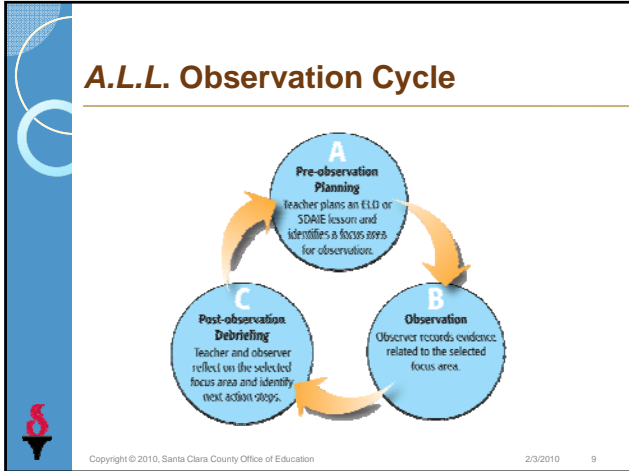 A.L.L. Observation Cycle
A
Pre-observation
Planning
Teacher plans an ELD or
SDAIE lesson and
identifies a focus area
for observation.
B
Observation
Observer records evidence
related to the selected
focus area.
C
Post-observation
Debriefing
Teacher and observer
reflect on the selected
focus area and identify
next action steps.
Copyright © 2010, Santa Clara County Office of Education
2/3/2010
9